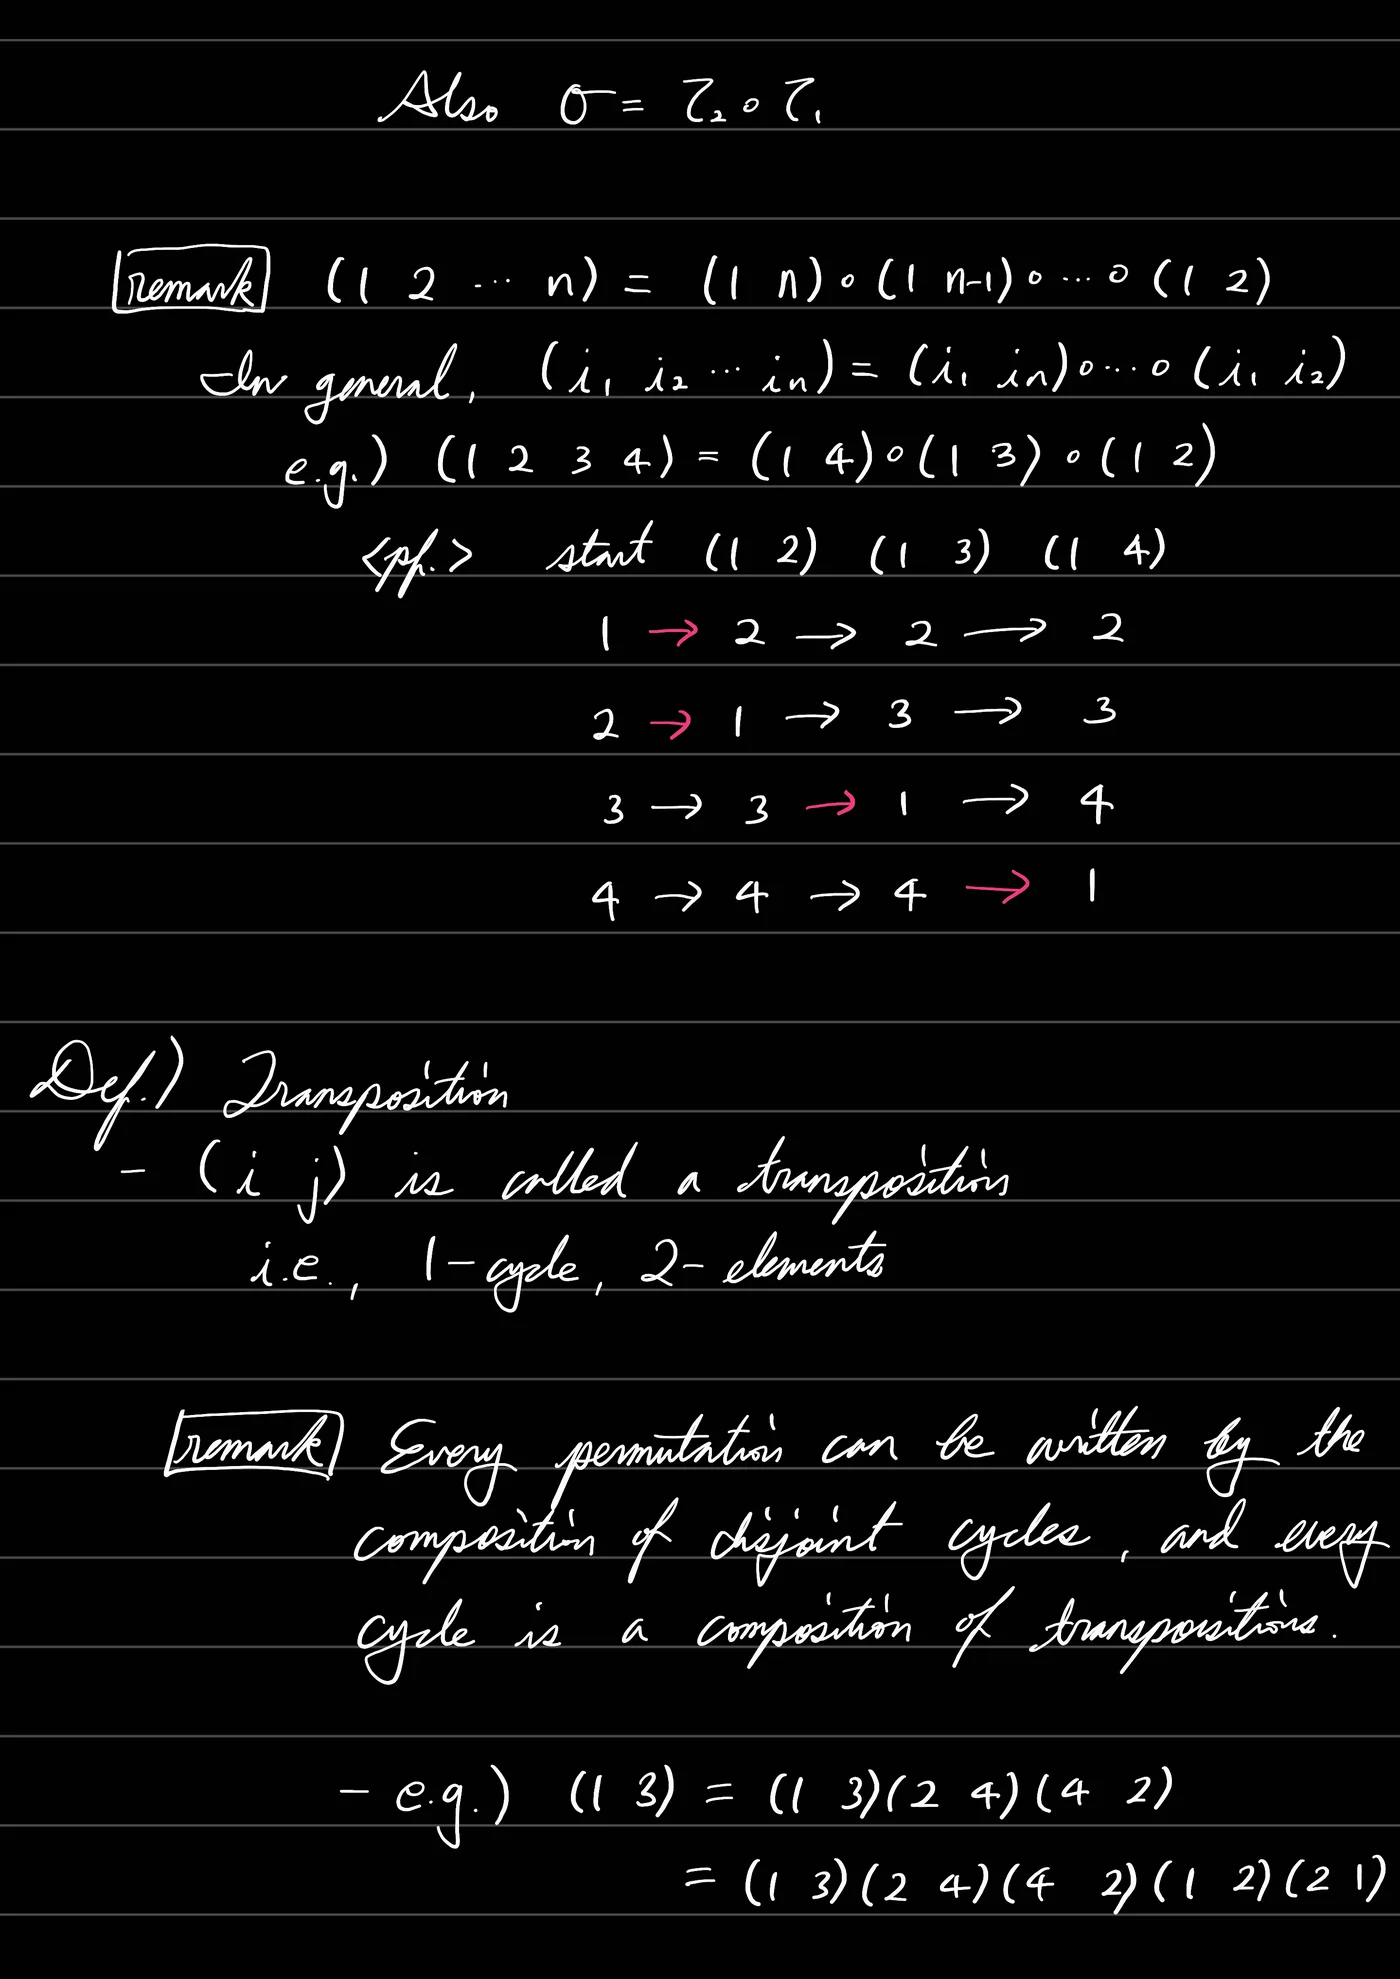 Also σ = τ₂ ∘ τ₁
remark (1 2 ⋯ n) = (1 n) ∘ (1 n-1) ∘ ⋯ ∘ (1 2)
In general, (i₁ i₂ ⋯ iₙ) = (i₁ iₙ) ∘ ⋯ ∘ (i₁ i₂)
e.g.) (1 2 3 4) = (1 4) ∘ (1 3) ∘ (1 2)
<pf.> start (1 2) (1 3) (1 4)
1 → 2 → 2 → 2
2 → 1 → 3 → 3
3 → 3 → 1 → 4
4 → 4 → 4 → 1
Def.) Transposition
- (i j) is called a transposition
i.e., 1-cycle, 2-elements
remark Every permutation can be written by the
composition of disjoint cycles, and every
cycle is a composition of transpositions.
- e.g.) (1 3) = (1 3)(2 4)(4 2)
= (1 3)(2 4)(4 2)(1 2)(2 1)